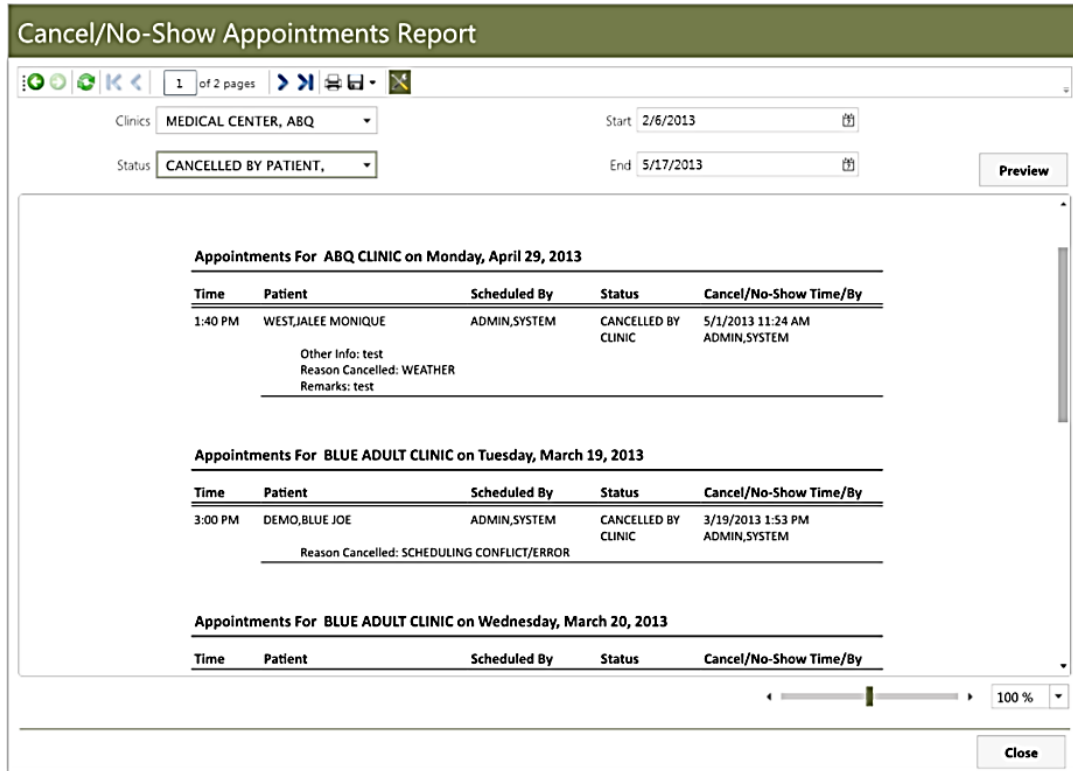 Cancel/No-Show Appointments Report
1 of 2 pages
Clinics MEDICAL CENTER, ABQ Start 2/6/2013
Status CANCELLED BY PATIENT, End 5/17/2013
Preview
Appointments For ABQ CLINIC on Monday, April 29, 2013
Time Patient Scheduled By Status Cancel/No-Show Time/By
1:40 PM WEST,JALEE MONIQUE ADMIN,SYSTEM CANCELLED BY 5/1/2013 11:24 AM
CLINIC ADMIN,SYSTEM
Other Info: test
Reason Cancelled: WEATHER
Remarks: test
Appointments For BLUE ADULT CLINIC on Tuesday, March 19, 2013
Time Patient Scheduled By Status Cancel/No-Show Time/By
3:00 PM DEMO,BLUE JOE ADMIN,SYSTEM CANCELLED BY 3/19/2013 1:53 PM
CLINIC ADMIN,SYSTEM
Reason Cancelled: SCHEDULING CONFLICT/ERROR
Appointments For BLUE ADULT CLINIC on Wednesday, March 20, 2013
Time Patient Scheduled By Status Cancel/No-Show Time/By
100 %
Close